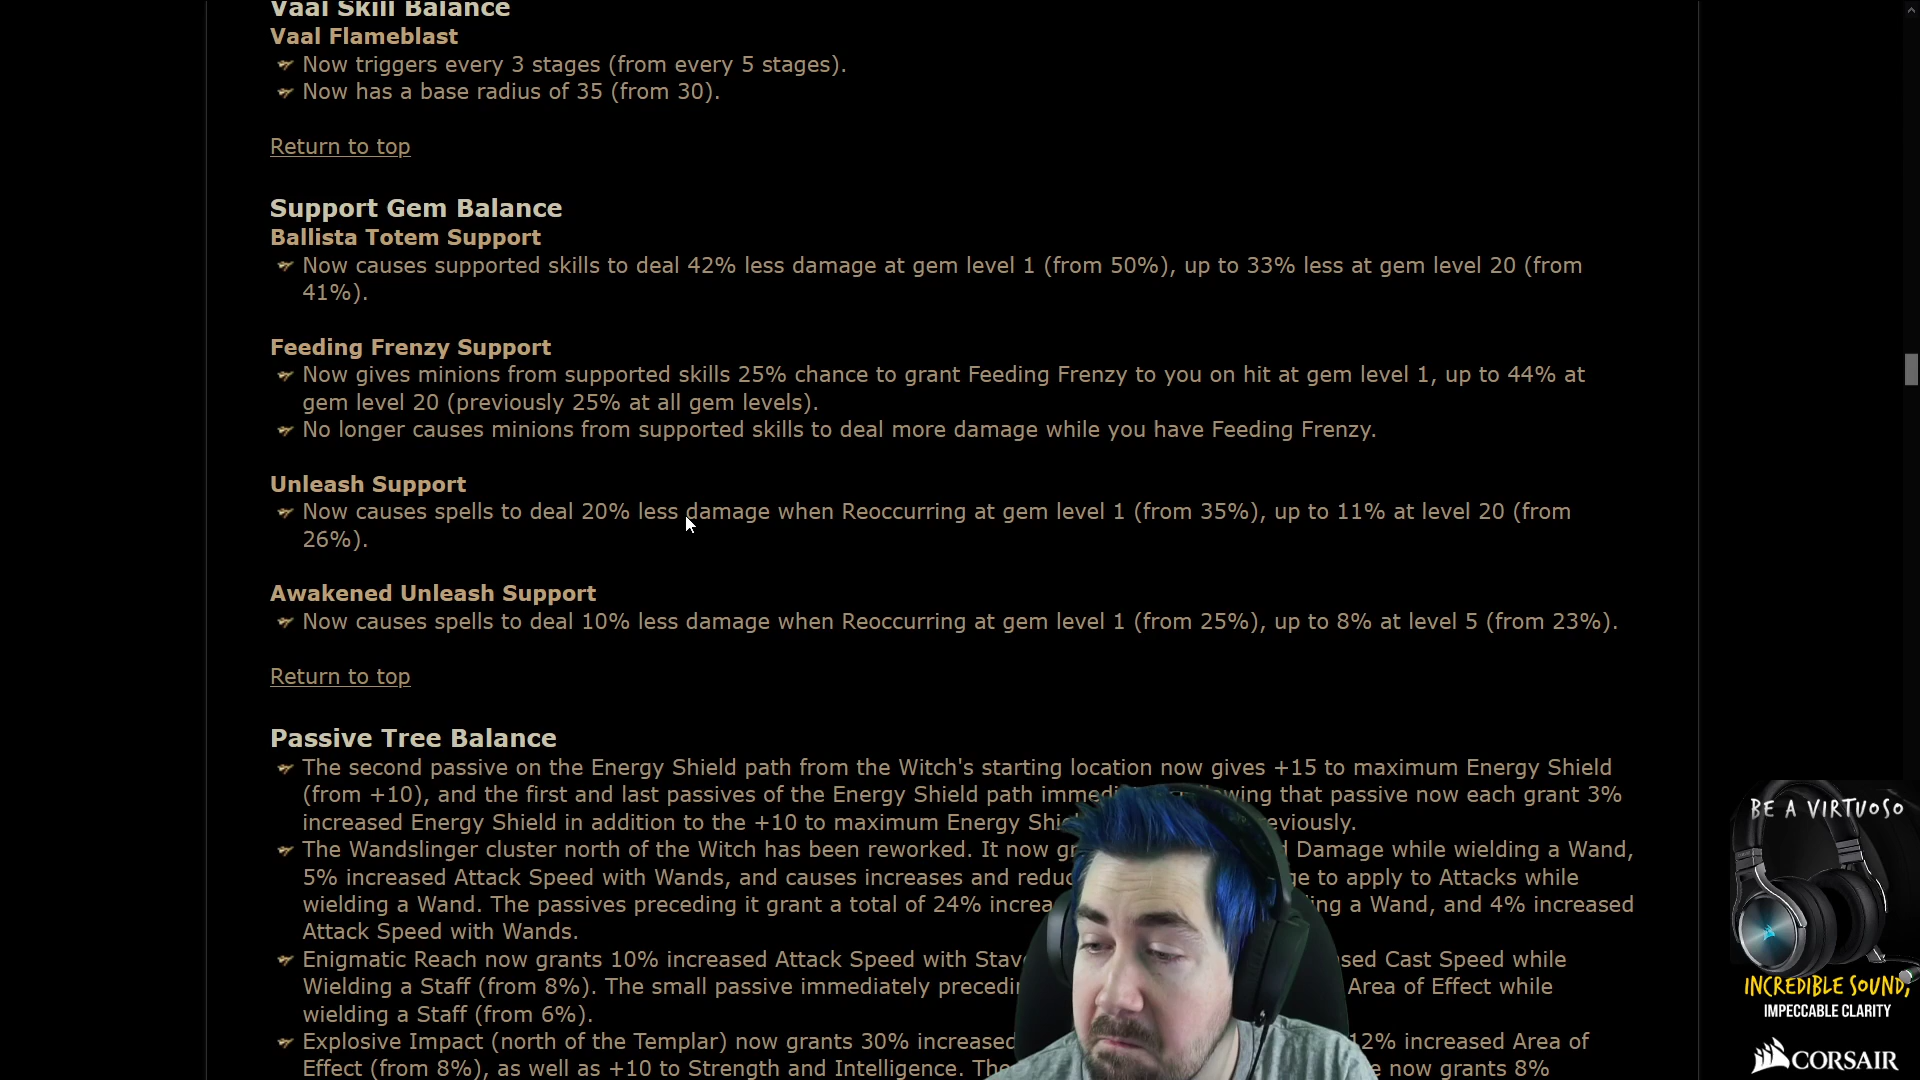 Vaal Skill Balance
Vaal Flameblast
Now triggers every 3 stages (from every 5 stages).
Now has a base radius of 35 (from 30).
Return to top
Support Gem Balance
Ballista Totem Support
Now causes supported skills to deal 42% less damage at gem level 1 (from 50%), up to 33% less at gem level 20 (from
41%).
Feeding Frenzy Support
Now gives minions from supported skills 25% chance to grant Feeding Frenzy to you on hit at gem level 1, up to 44% at
gem level 20 (previously 25% at all gem levels).
No longer causes minions from supported skills to deal more damage while you have Feeding Frenzy.
Unleash Support
Now causes spells to deal 20% less damage when Reoccurring at gem level 1 (from 35%), up to 11% at level 20 (from
26%).
Awakened Unleash Support
Now causes spells to deal 10% less damage when Reoccurring at gem level 1 (from 25%), up to 8% at level 5 (from 23%).
Return to top
Passive Tree Balance
The second passive on the Energy Shield path from the Witch's starting location now gives +15 to maximum Energy Shield
(from +10), and the first and last passives of the Energy Shield path that passive now each grant 3%
increased Energy Shield in addition to the +10 to maximum Energy
The Wandslinger cluster north of the Witch has been reworked. It now Damage while wielding a Wand,
5% increased Attack Speed with Wands, and causes increases and to apply to Attacks while
wielding a Wand. The passives preceding it grant a total of 24% a Wand, and 4% increased
Attack Speed with Wands.
Enigmatic Reach now grants 10% increased Attack Speed with Cast Speed while
Wielding a Staff (from 8%). The small passive immediately Area of Effect while
wielding a Staff (from 6%).
Explosive Impact (north of the Templar) now grants 30% increased 12% increased Area of
Effect (from 8%), as well as +10 to Strength and Intelligence. now grants 8%
BE A VIRTUOSO
INCREDIBLE SOUND,
IMPECCABLE CLARITY
CORSAIR